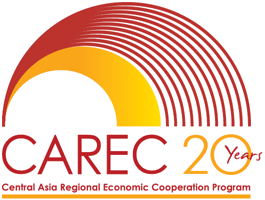 CAREC 20 Years
Central Asia Regional Economic Cooperation Program